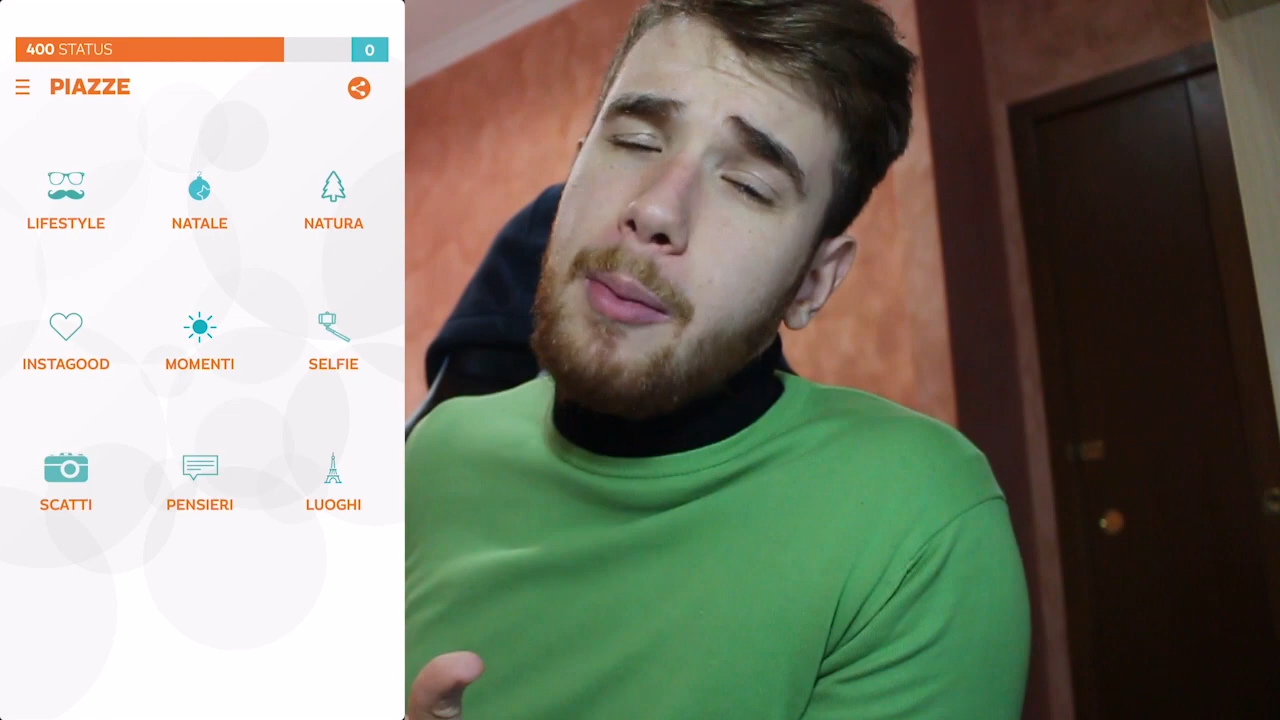 400 STATUS 0
PIAZZE
LIFESTYLE NATALE NATURA
INSTAGOOD MOMENTI SELFIE
SCATTI PENSIERI LUOGHI